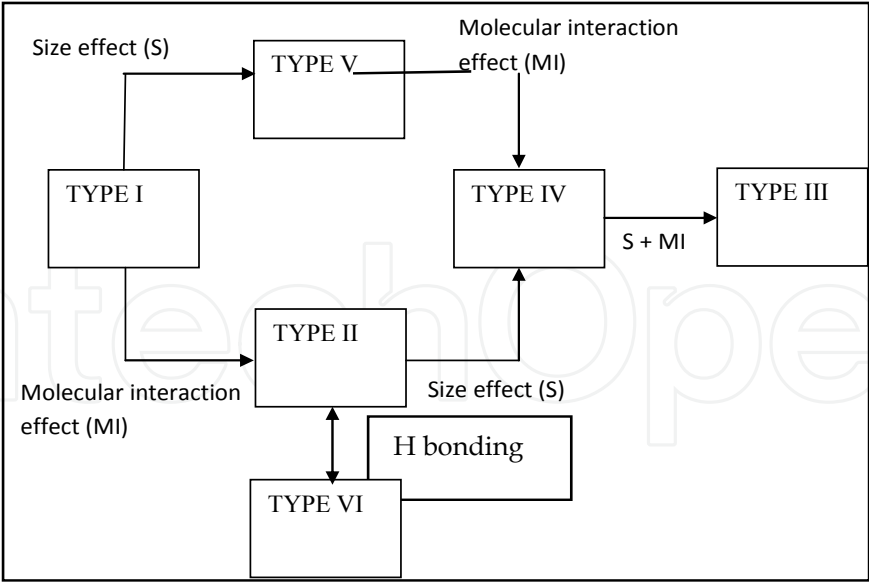 Size effect (S)
Molecular interaction
effect (MI)
TYPE V
TYPE I
TYPE IV
TYPE III
S + MI
TYPE II
Molecular interaction
effect (MI)
Size effect (S)
H bonding
TYPE VI
ntechOpe